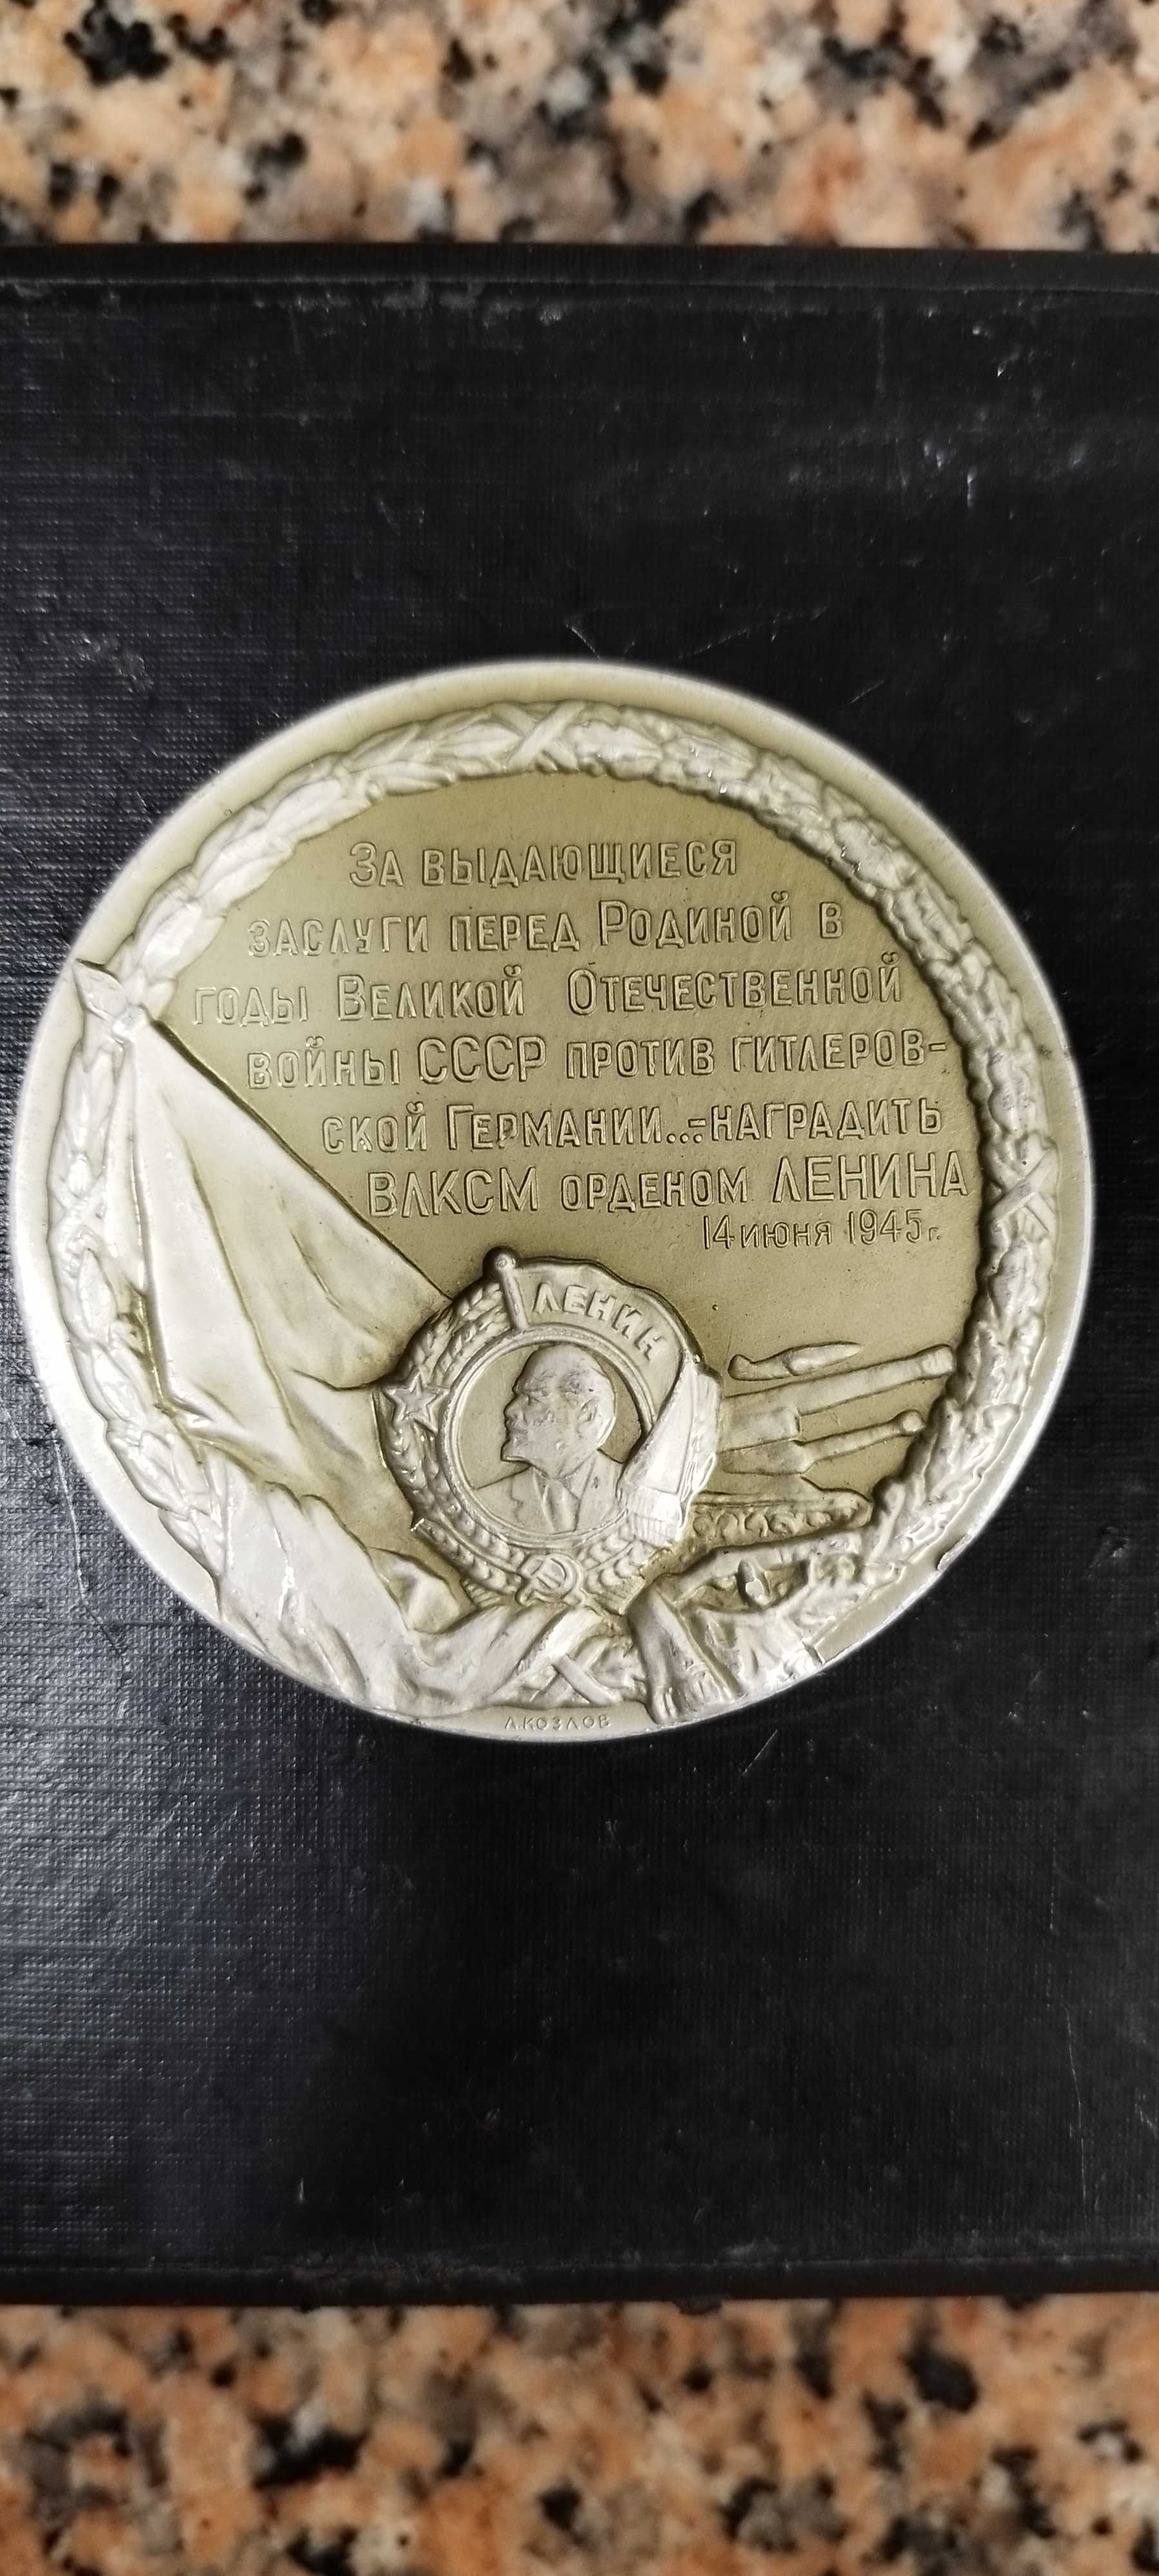 За выдающиеся
заслуги перед Родиной в
годы Великой Отечественной
войны СССР против гитлеров-
ской Германии...-наградить
ВЛКСМ орденом ЛЕНИНА
14 июня 1945 г.
ЛЕНИН
А.КОЗЛОВ